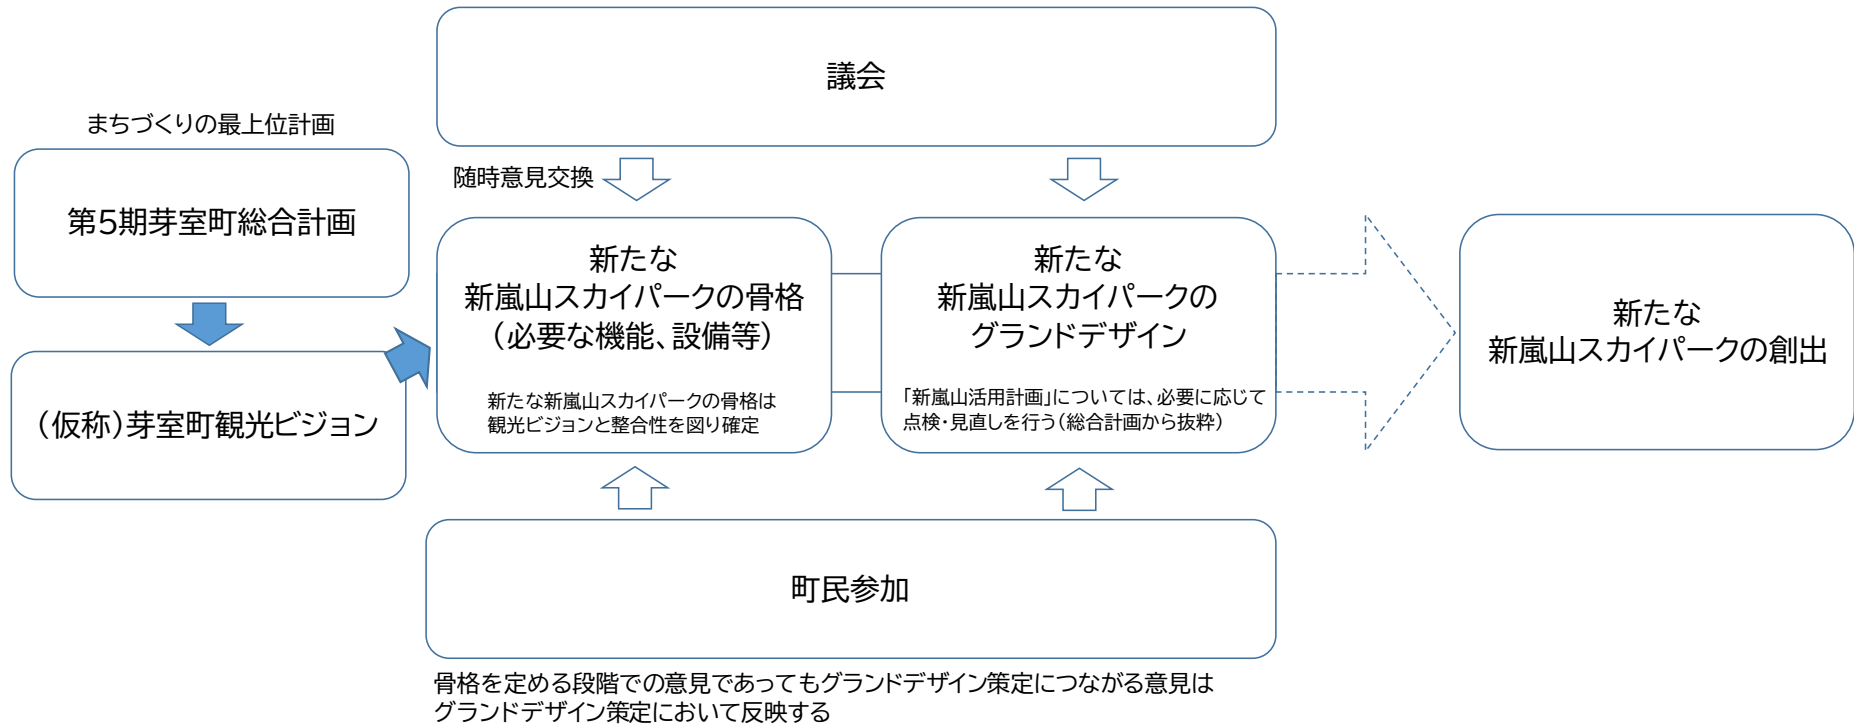 議会
まちづくりの最上位計画
第5期芽室町総合計画
(仮称)芽室町観光ビジョン
随時意見交換
新たな
新嵐山スカイパークの骨格
(必要な機能、設備等)
新たな新嵐山スカイパークの骨格は
観光ビジョンと整合性を図り確定
新たな
新嵐山スカイパークの
グランドデザイン
「新嵐山活用計画」については、必要に応じて
点検・見直しを行う(総合計画から抜粋)
新たな
新嵐山スカイパークの創出
町民参加
骨格を定める段階での意見であってもグランドデザイン策定につながる意見は
グランドデザイン策定において反映する